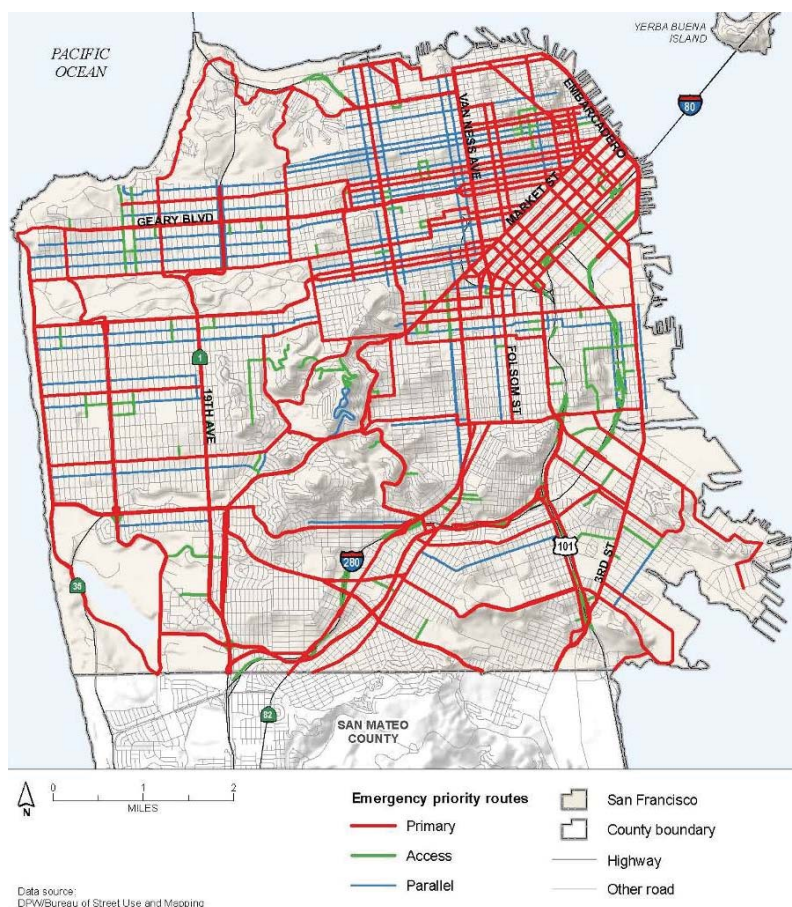 YERBA BUENA
ISLAND
PACIFIC
OCEAN
80
EMBARCADERO
VAN NESS AVE
MARKET ST.
GEARY BLVD
1
19TH AVE
FOLSOM ST.
101
280
3RD ST.
35
82
SAN MATEO
COUNTY
N
0 1 2
MILES
Emergency priority routes
Primary
Access
Parallel
San Francisco
County boundary
Highway
Other road
Data source:
DPW/Bureau of Street Use and Mapping